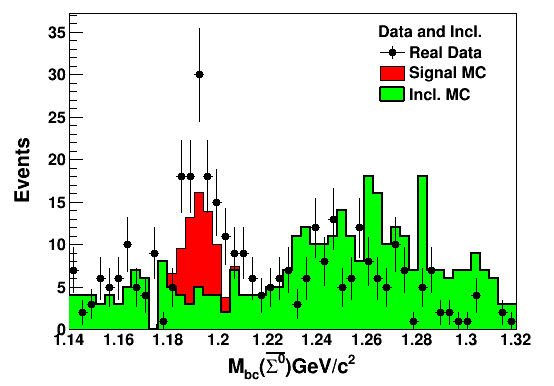 Data and Incl.
Real Data
Signal MC
Incl. MC
Events
35
30
25
20
15
10
5
0
1.14 1.16 1.18 1.2 1.22 1.24 1.26 1.28 1.3 1.32
M_bc(Σ̅⁰)GeV/c²